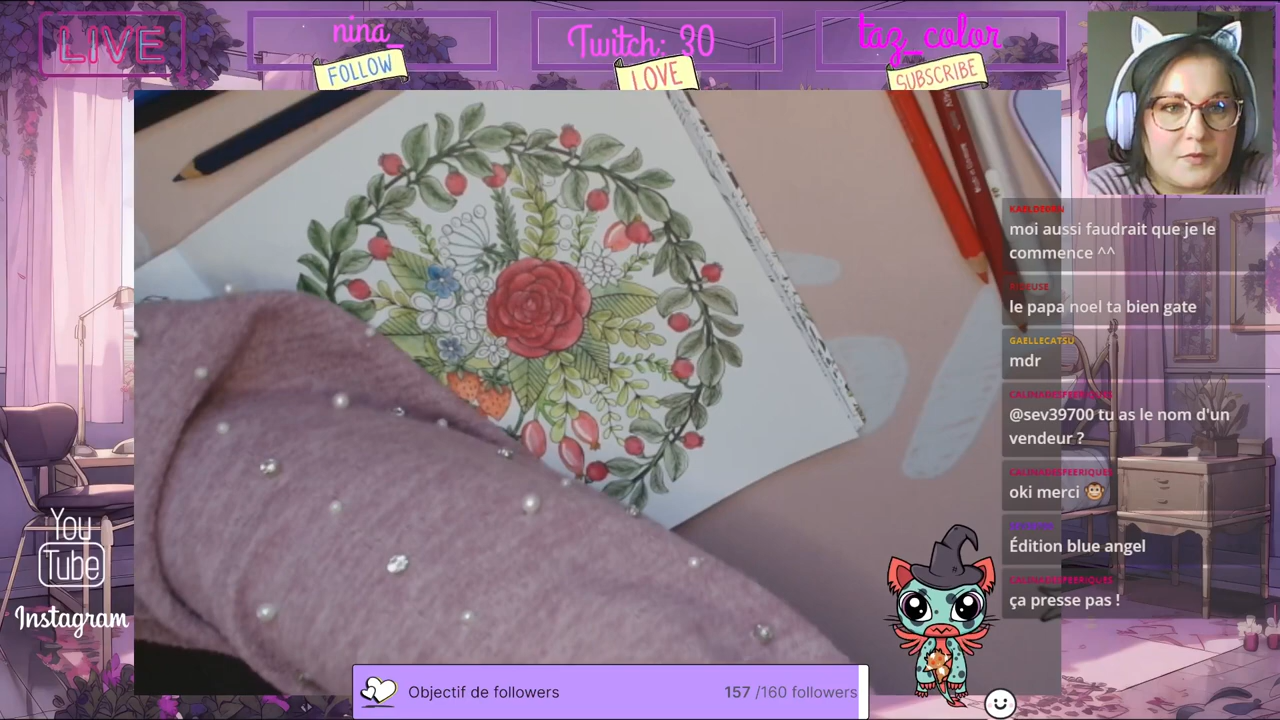 LIVE
nina_
FOLLOW
Twitch: 30
LOVE
taz_color
SUBSCRIBE
moi aussi faudrait que je le
commence ^^
le papa noel ta bien gate
GAELLECATSU
mdr
@sev39700 tu as le nom d'un
vendeur ?
oki merci 🐵
Édition blue angel
ça presse pas !
You
Tube
Instagram
Objectif de followers
157 /160 followers